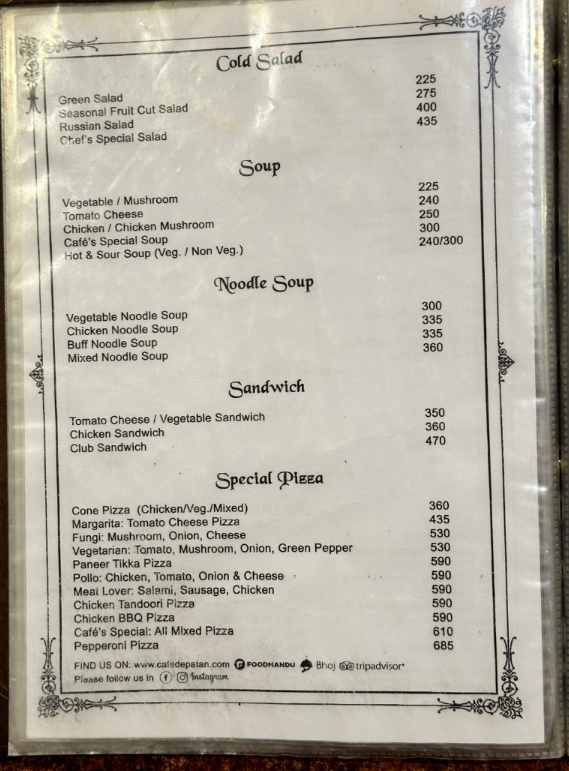 Cold Salad
Green Salad 225
Seasonal Fruit Cut Salad 275
Russian Salad 400
Chef's Special Salad 435
Soup
Vegetable / Mushroom 225
Tomato Cheese 240
Chicken / Chicken Mushroom 250
Café's Special Soup 300
Hot & Sour Soup (Veg. / Non Veg.) 240/300
Noodle Soup
Vegetable Noodle Soup 300
Chicken Noodle Soup 335
Buff Noodle Soup 335
Mixed Noodle Soup 360
Sandwich
Tomato Cheese / Vegetable Sandwich 350
Chicken Sandwich 360
Club Sandwich 470
Special Pizza
Cone Pizza (Chicken/Veg./Mixed) 360
Margarita: Tomato Cheese Pizza 435
Fungi: Mushroom, Onion, Cheese 530
Vegetarian: Tomato, Mushroom, Onion, Green Pepper 530
Paneer Tikka Pizza 590
Pollo: Chicken, Tomato, Onion & Cheese 590
Meat Lover: Salami, Sausage, Chicken 590
Chicken Tandoori Pizza 590
Chicken BBQ Pizza 590
Café's Special: All Mixed Pizza 610
Pepperoni Pizza 685
FIND US ON: www.cafedepatan.com FOODMANDU Bhoj tripadvisor
Please follow us in Instagram